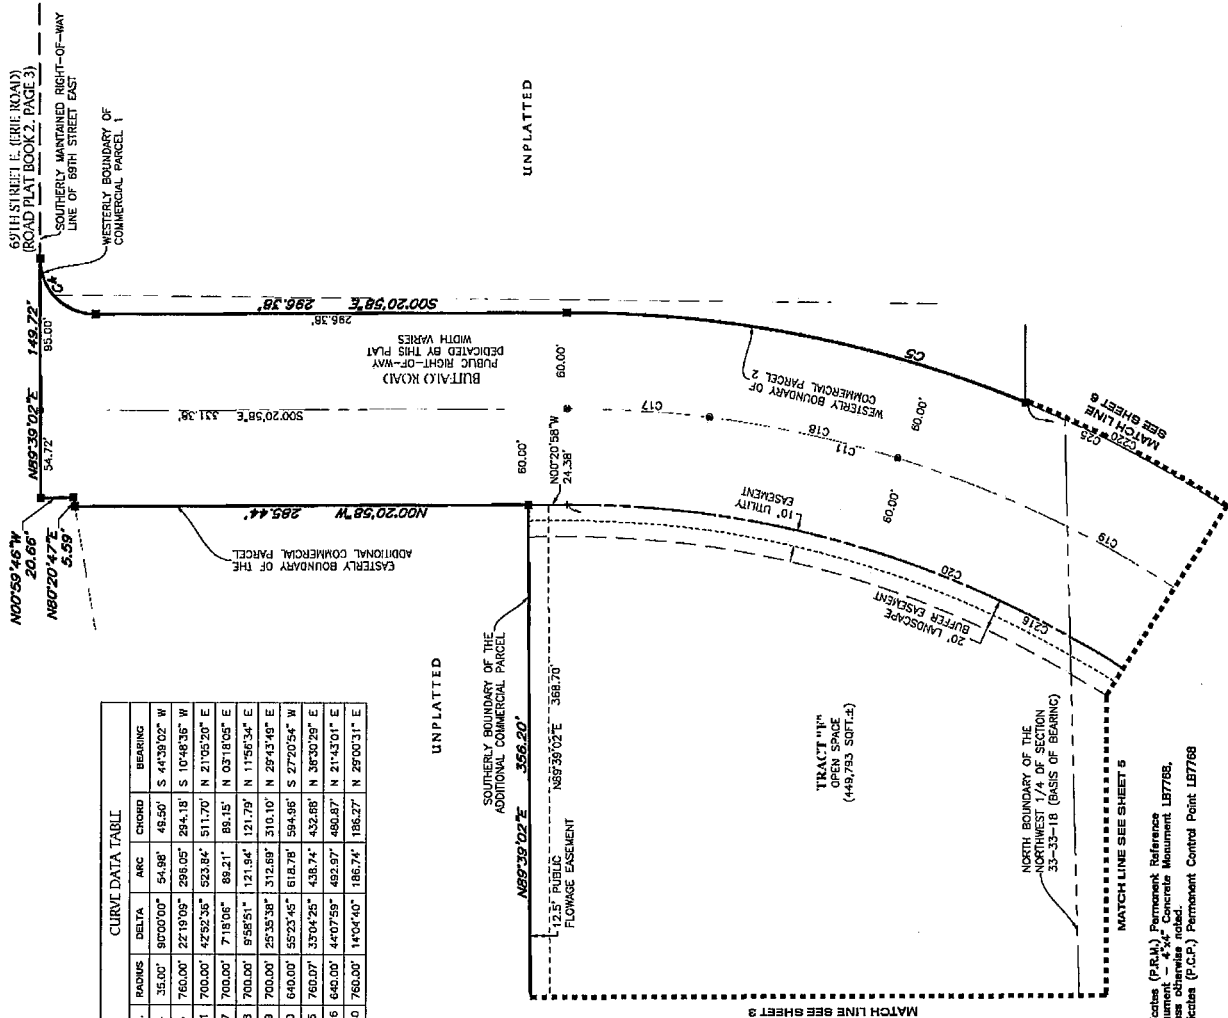 69TH STREET E. (ERIE ROAD)
(ROAD PLAT BOOK 2, PAGE 3)
SOUTHERLY MAINTAINED RIGHT-OF-WAY
LINE OF 69TH STREET EAST
WESTERLY BOUNDARY OF
COMMERCIAL PARCEL 1
N89°39'02"E 149.72'
54.72'
95.00'
N00°59'46"W
20.66'
N80°20'47"E
5.59'
S00°20'58"E 296.38'
296.38'
BUFFALO ROAD
PUBLIC RIGHT-OF-WAY
DEDICATED BY THIS PLAT
WIDTH VARIES
S00°20'58"E 331.38'
N00°20'58"W 285.44'
EASTERLY BOUNDARY OF THE
ADDITIONAL COMMERCIAL PARCEL
UNPLATTED
UNPLATTED
60.00'
60.00'
N00°20'58"W
24.38'
C17
WESTERLY BOUNDARY OF
COMMERCIAL PARCEL 2
C5
C18
C11
60.00'
60.00'
10' UTILITY
EASEMENT
C19
C20
C216
20' LANDSCAPE
BUFFER EASEMENT
C220
C25
MATCH LINE
SEE SHEET 6
SOUTHERLY BOUNDARY OF THE
ADDITIONAL COMMERCIAL PARCEL
N89°39'02"E 356.20'
12.5' PUBLIC
FLOWAGE EASEMENT
N89°39'02"E 368.70'
TRACT "E"
OPEN SPACE
(449,793 SQFT.±)
NORTH BOUNDARY OF THE
NORTHWEST 1/4 OF SECTION
33-33-18 (BASIS OF BEARING)
MATCH LINE SEE SHEET 5
MATCH LINE SEE SHEET 3
CURVE DATA TABLE
RADIUS DELTA ARC CHORD BEARING
35.00' 90°00'00" 54.98' 49.50' S 44°39'02" W
760.00' 22°19'09" 296.05' 294.18' S 10°48'36" W
700.00' 42°52'36" 523.84' 511.70' N 21°05'20" E
700.00' 7°18'06" 89.21' 89.15' N 03°18'05" E
700.00' 9°58'51" 121.94' 121.79' N 11°56'34" E
700.00' 25°35'38" 312.69' 310.10' N 29°43'49" E
640.00' 55°23'45" 618.78' 594.96' S 27°20'54" W
760.07' 33°04'25" 438.74' 432.68' N 38°30'29" E
640.00' 44°07'59" 492.97' 480.87' N 21°43'01" E
760.00' 14°04'40" 186.74' 186.27' N 29°00'31" E
(P.R.M.) Permanent Reference
4"x4" Concrete Monument LB7768,
otherwise noted.
(P.C.P.) Permanent Control Point LB7768